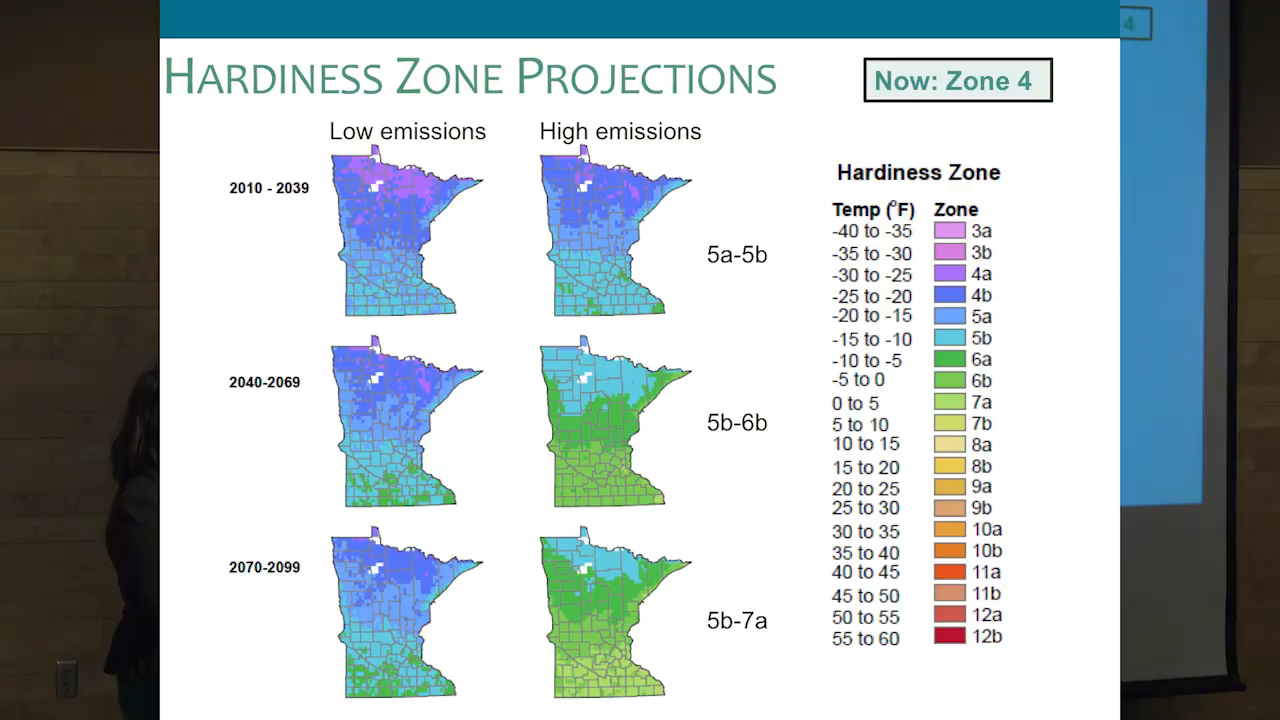 HARDINESS ZONE PROJECTIONS
Now: Zone 4
4
Low emissions
High emissions
2010 - 2039
5a-5b
2040-2069
5b-6b
2070-2099
5b-7a
Hardiness Zone
Temp (°F) Zone
-40 to -35 3a
-35 to -30 3b
-30 to -25 4a
-25 to -20 4b
-20 to -15 5a
-15 to -10 5b
-10 to -5 6a
-5 to 0 6b
0 to 5 7a
5 to 10 7b
10 to 15 8a
15 to 20 8b
20 to 25 9a
25 to 30 9b
30 to 35 10a
35 to 40 10b
40 to 45 11a
45 to 50 11b
50 to 55 12a
55 to 60 12b